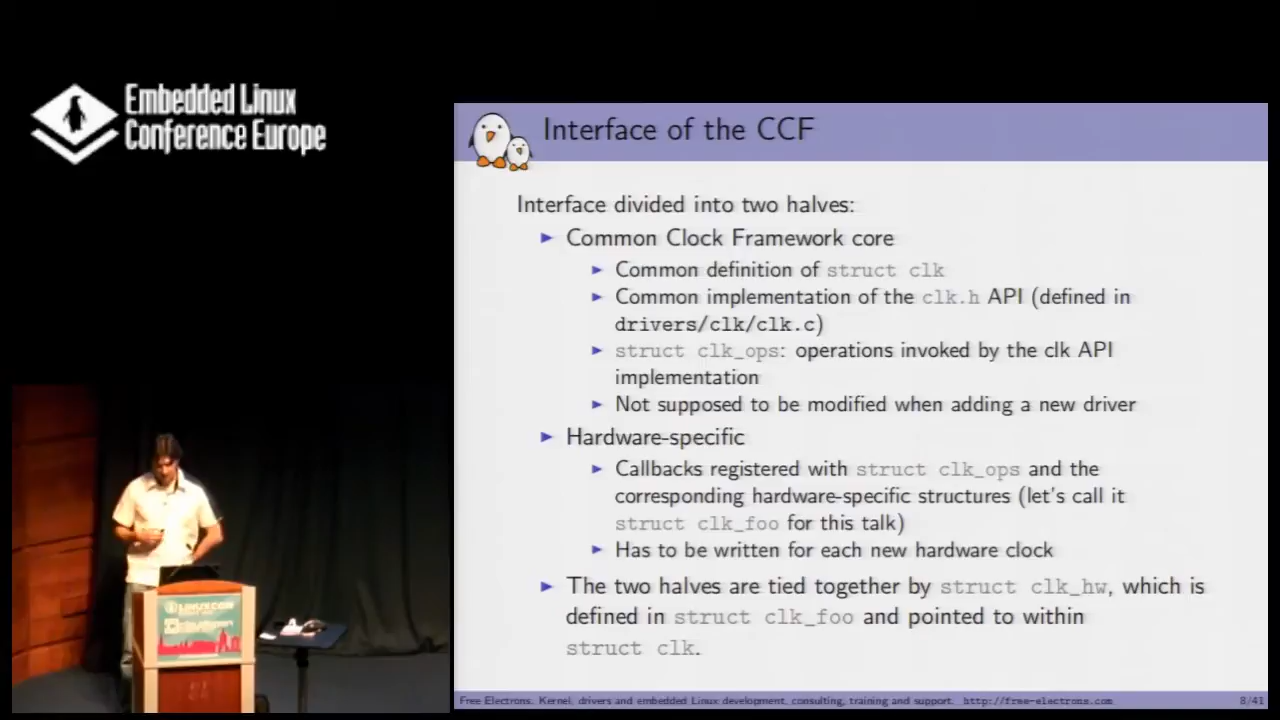 Embedded Linux
Conference Europe
Interface of the CCF
Interface divided into two halves:
Common Clock Framework core
Common definition of struct clk
Common implementation of the clk.h API (defined in
drivers/clk/clk.c)
struct clk_ops: operations invoked by the clk API
implementation
Not supposed to be modified when adding a new driver
Hardware-specific
Callbacks registered with struct clk_ops and the
corresponding hardware-specific structures (let's call it
struct clk_foo for this talk)
Has to be written for each new hardware clock
The two halves are tied together by struct clk_hw, which is
defined in struct clk_foo and pointed to within
struct clk.
Free Electrons. Kernel, drivers and embedded Linux development, consulting, training and support. http://free-electrons.com 8/41
LINUXCON